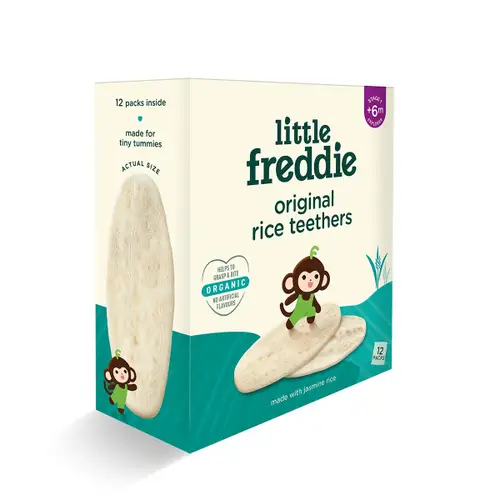 12 packs inside
made for
tiny tummies
ACTUAL SIZE
STAGE 1
+6m
little
freddie
original
rice teethers
HELPS TO
GRASP & BITE
ORGANIC
NO ARTIFICIAL
FLAVOURS
12
PACKS
made with jasmine rice